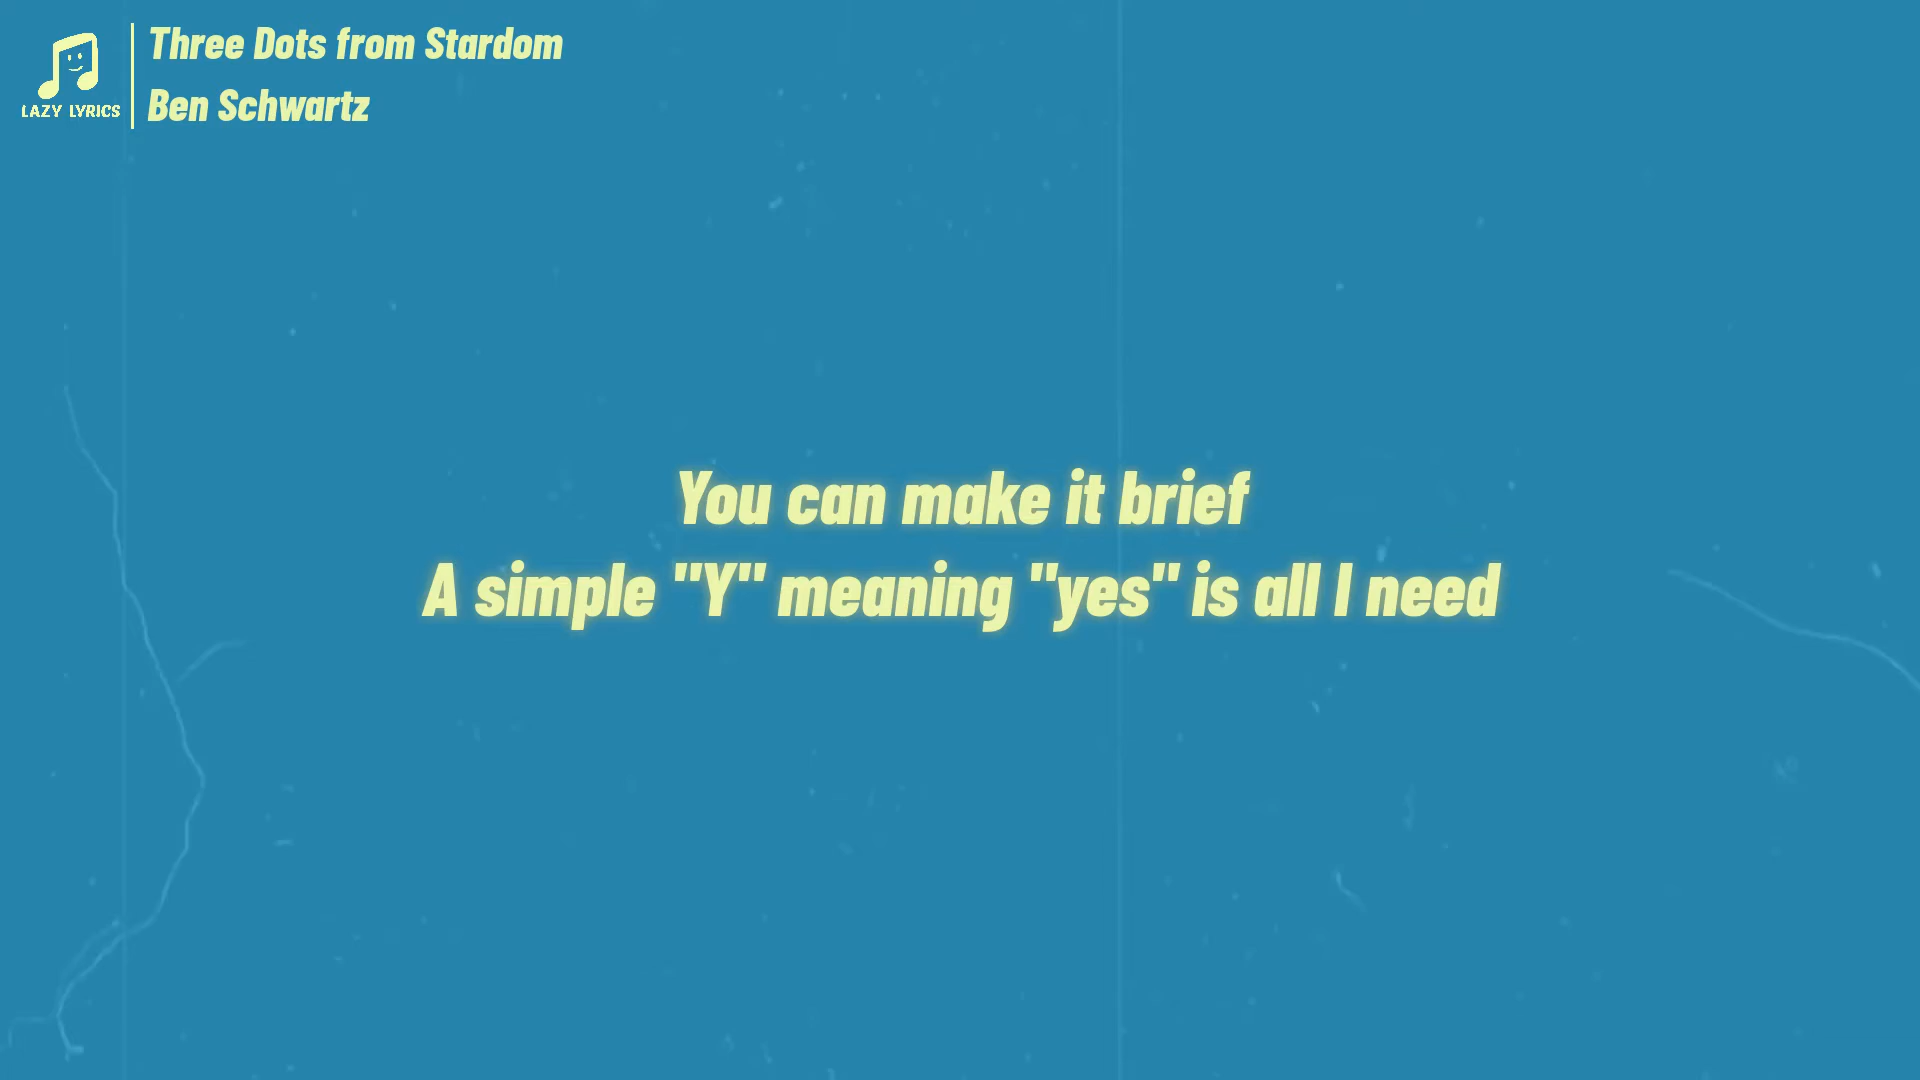 Three Dots from Stardom
Ben Schwartz
LAZY LYRICS
You can make it brief
A simple "Y" meaning "yes" is all I need